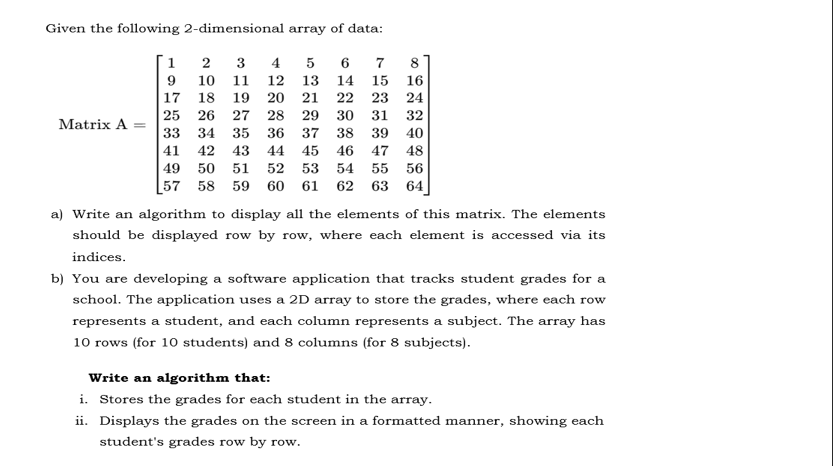 Given the following 2-dimensional array of data:
1 2 3 4 5 6 7 8
9 10 11 12 13 14 15 16
17 18 19 20 21 22 23 24
25 26 27 28 29 30 31 32
Matrix A =
33 34 35 36 37 38 39 40
41 42 43 44 45 46 47 48
49 50 51 52 53 54 55 56
57 58 59 60 61 62 63 64
a) Write an algorithm to display all the elements of this matrix. The elements
should be displayed row by row, where each element is accessed via its
indices.
b) You are developing a software application that tracks student grades for a
school. The application uses a 2D array to store the grades, where each row
represents a student, and each column represents a subject. The array has
10 rows (for 10 students) and 8 columns (for 8 subjects).
Write an algorithm that:
i. Stores the grades for each student in the array.
ii. Displays the grades on the screen in a formatted manner, showing each
student's grades row by row.